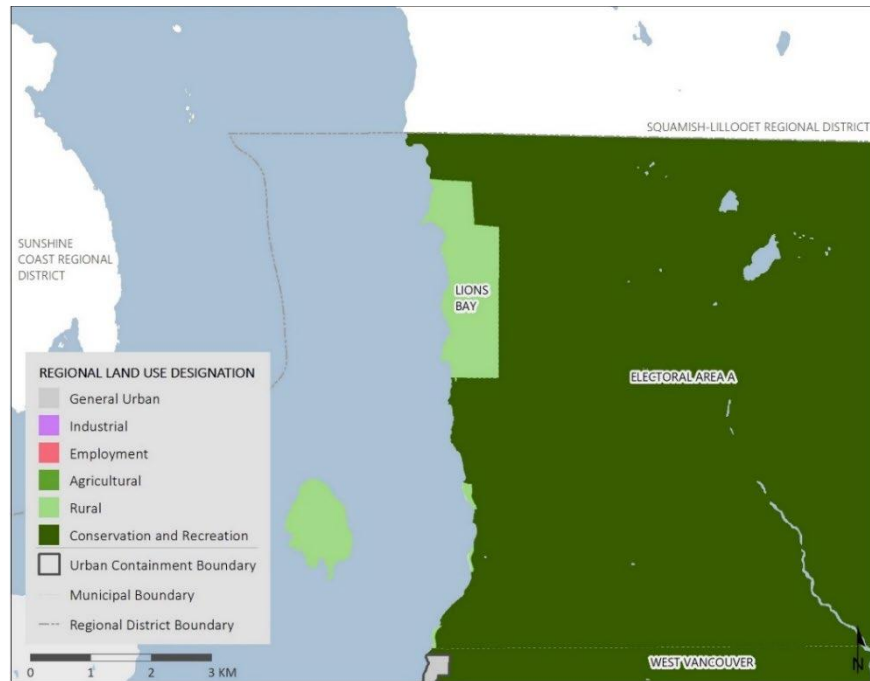 SQUAMISH-LILLOOET REGIONAL DISTRICT
SUNSHINE
COAST REGIONAL
DISTRICT
LIONS
BAY
ELECTORAL AREA A
REGIONAL LAND USE DESIGNATION
General Urban
Industrial
Employment
Agricultural
Rural
Conservation and Recreation
Urban Containment Boundary
Municipal Boundary
Regional District Boundary
0 1 2 3 KM
WEST VANCOUVER
N